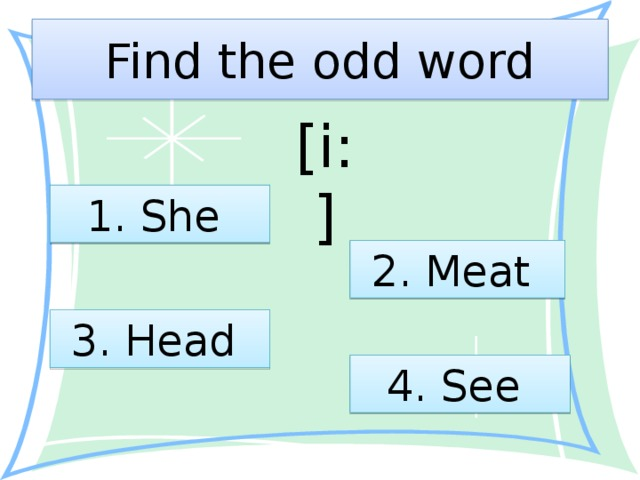 Find the odd word
[i:
]
1. She
2. Meat
3. Head
4. See